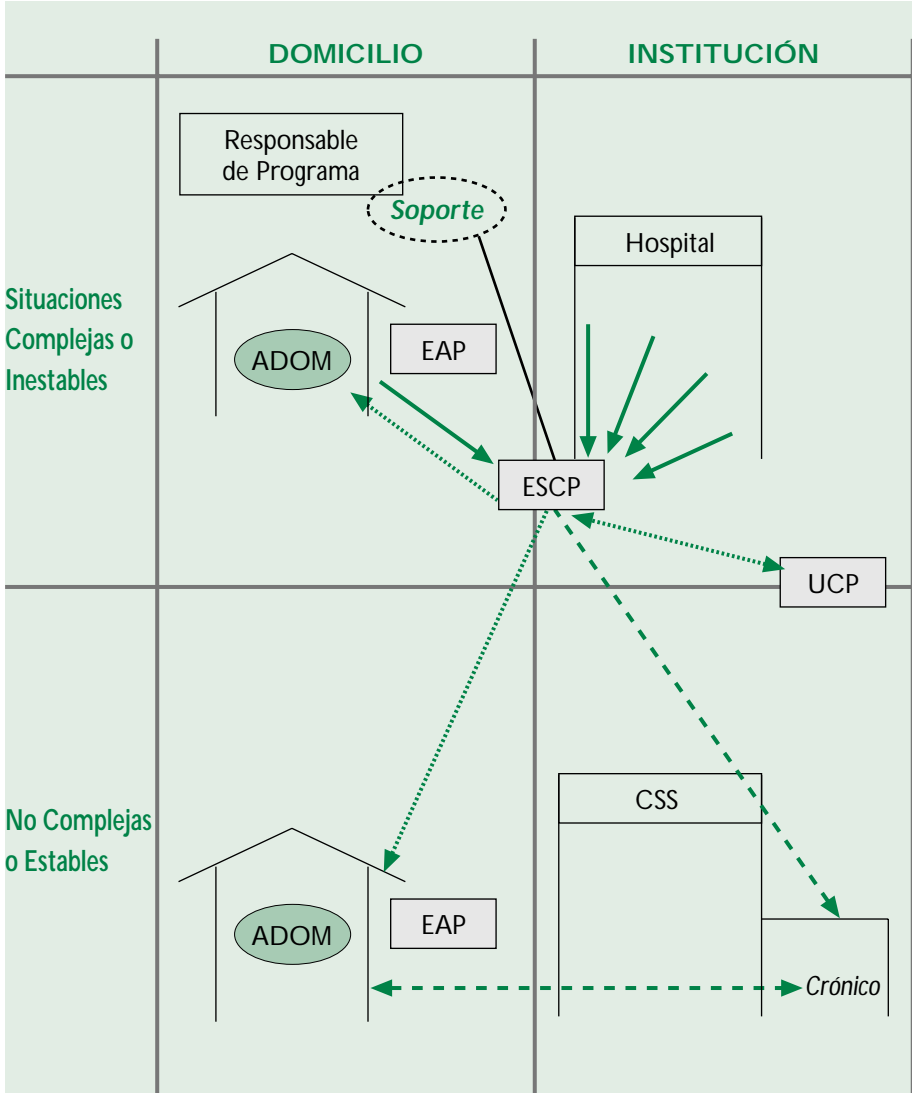 DOMICILIO
INSTITUCIÓN
Situaciones
Complejas o
Inestables
Responsable
de Programa
Soporte
Hospital
ADOM
EAP
ESCP
UCP
No Complejas
o Estables
ADOM
EAP
CSS
Crónico